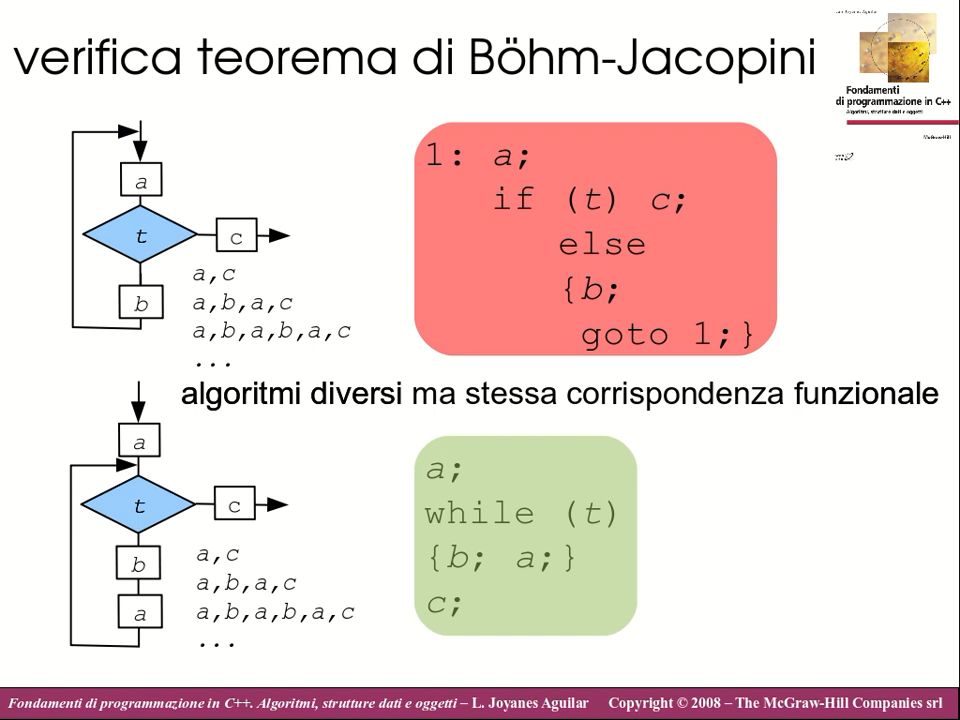 verifica teorema di Böhm-Jacopini
Fondamenti
di programmazione in C++
Algoritmi, strutture dati e oggetti
McGraw-Hill
a
t
c
b
a,c
a,b,a,c
a,b,a,b,a,c
...
1: a;
if (t) c;
else
{b;
goto 1;}
algoritmi diversi ma stessa corrispondenza funzionale
a
t
c
b
a
a,c
a,b,a,c
a,b,a,b,a,c
...
a;
while (t)
{b; a;}
c;
Fondamenti di programmazione in C++. Algoritmi, strutture dati e oggetti – L. Joyanes Aguilar Copyright © 2008 – The McGraw-Hill Companies srl